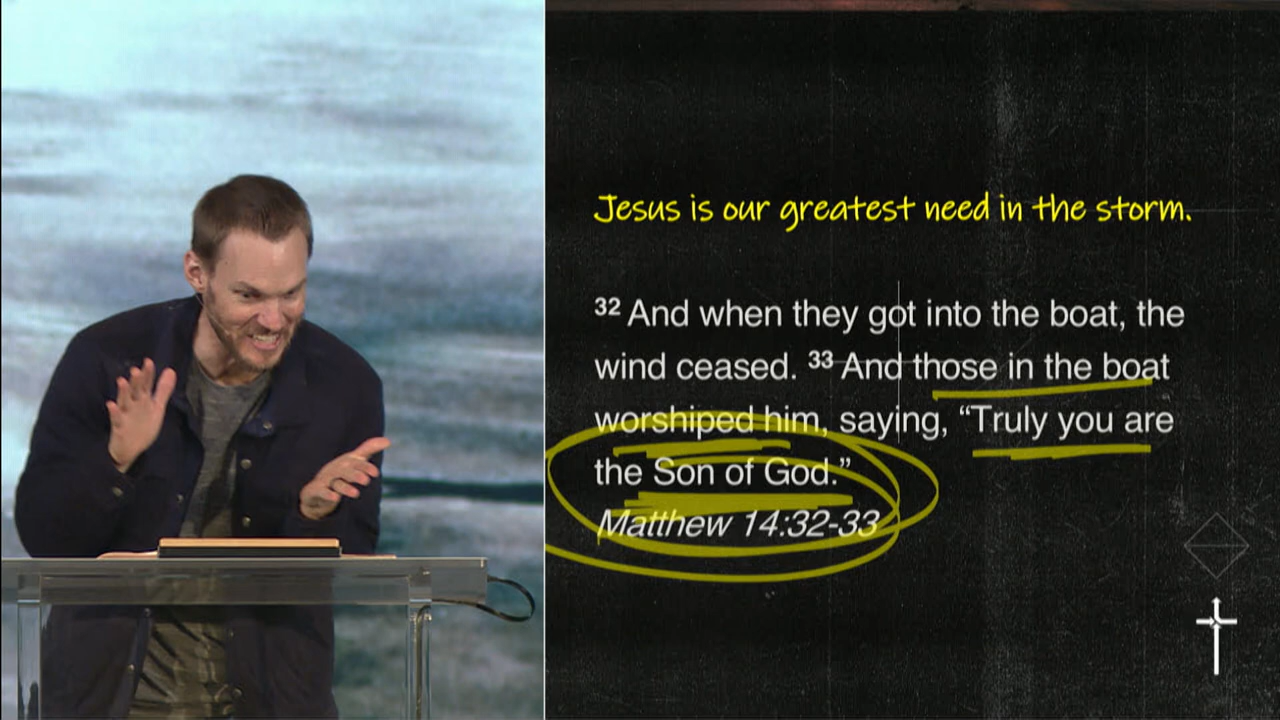 Jesus is our greatest need in the storm.
32 And when they got into the boat, the
wind ceased. 33 And those in the boat
worshiped him, saying, “Truly you are
the Son of God.”
Matthew 14:32-33